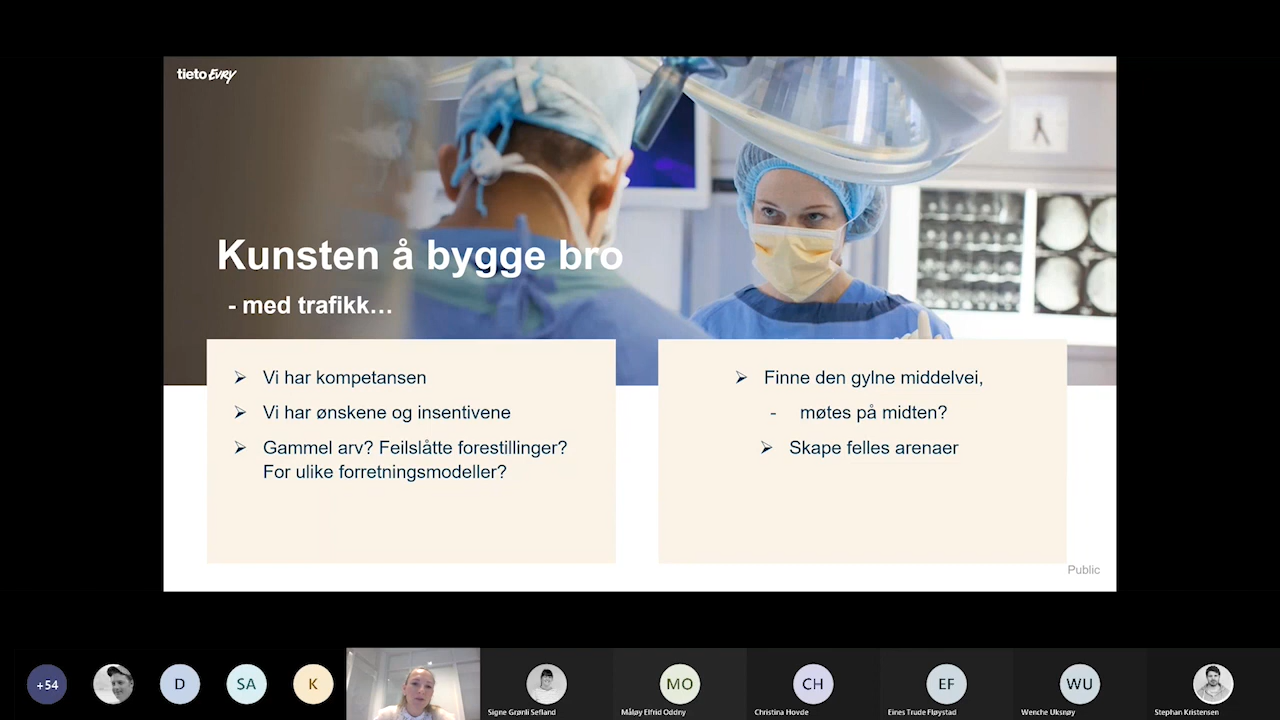 tieto EVRY
Kunsten å bygge bro
- med trafikk...
➢ Vi har kompetansen
➢ Vi har ønskene og insentivene
➢ Gammel arv? Feilslåtte forestillinger?
For ulike forretningsmodeller?
➢ Finne den gylne middelvei,
- møtes på midten?
➢ Skape felles arenaer
Public
+54
D
SA
K
MO
CH
EF
WU
Signe Grønli Sefland
Måløy Elfrid Oddny
Christina Hovde
Eines Trude Fløystad
Wenche Uksnøy
Stephan Kristensen